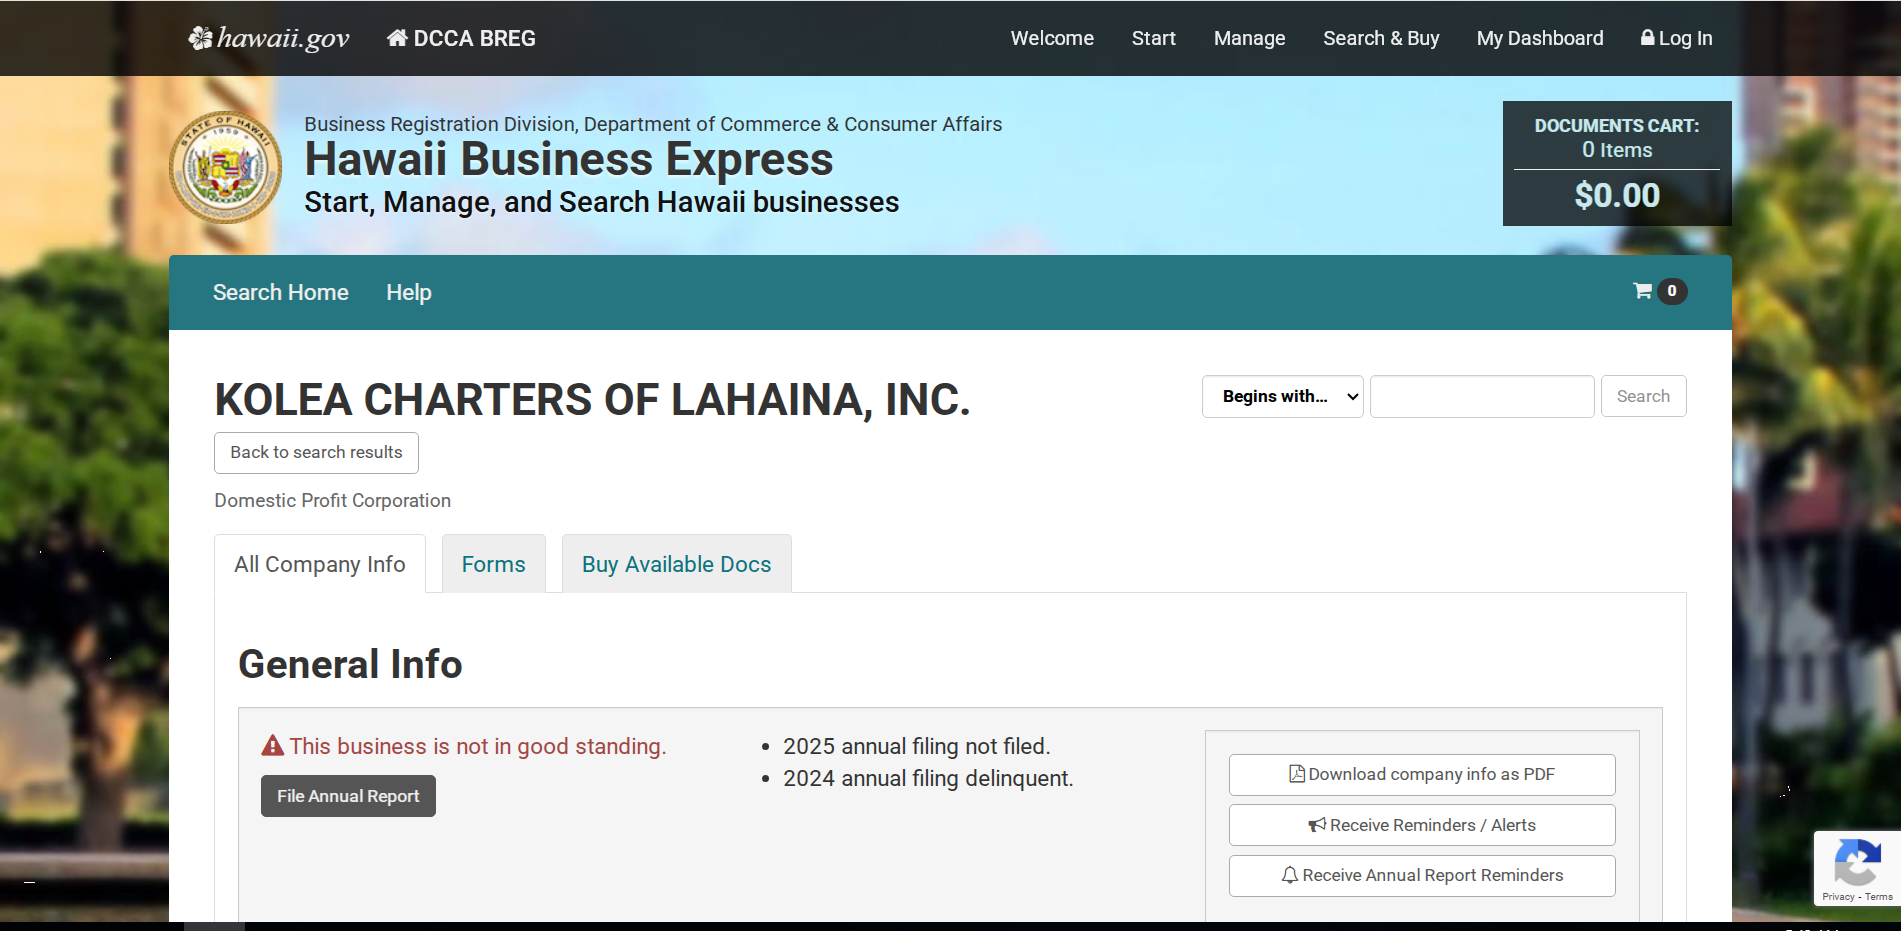 hawaii.gov DCCA BREG Welcome Start Manage Search & Buy My Dashboard Log In
STATE OF HAWAII
1959
Business Registration Division, Department of Commerce & Consumer Affairs
Hawaii Business Express
Start, Manage, and Search Hawaii businesses
DOCUMENTS CART:
0 Items
$0.00
Search Home Help 0
KOLEA CHARTERS OF LAHAINA, INC.
Begins with... Search
Back to search results
Domestic Profit Corporation
All Company Info Forms Buy Available Docs
General Info
This business is not in good standing.
File Annual Report
• 2025 annual filing not filed.
• 2024 annual filing delinquent.
Download company info as PDF
Receive Reminders / Alerts
Receive Annual Report Reminders
Privacy - Terms